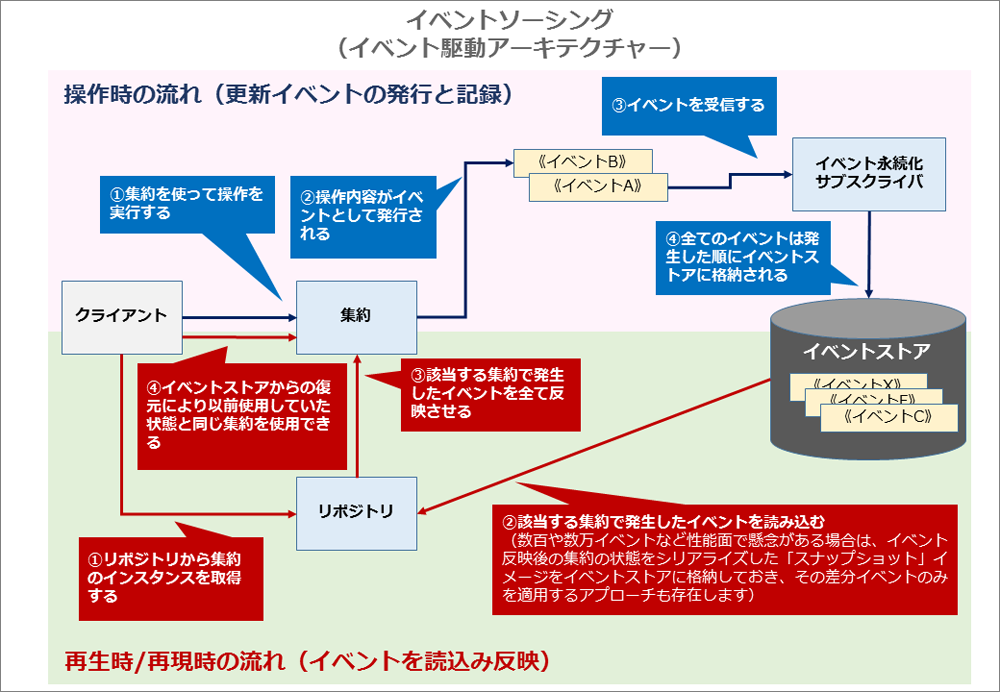 イベントソーシング
（イベント駆動アーキテクチャー）
操作時の流れ（更新イベントの発行と記録）
③イベントを受信する
《イベントB》
《イベントA》
イベント永続化
サブスクライバ
①集約を使って操作を
実行する
②操作内容がイベ
ントとして発行さ
れる
④全てのイベントは発
生した順にイベントス
トアに格納される
クライアント
集約
イベントストア
《イベントX》
《イベントE》
《イベントC》
④イベントストアからの復
元により以前使用していた
状態と同じ集約を使用でき
る
③該当する集約で発生
したイベントを全て反
映させる
リポジトリ
②該当する集約で発生したイベントを読み込む
（数百や数万イベントなど性能面で懸念がある場合は、イベント
反映後の集約の状態をシリアライズした「スナップショット」イ
メージをイベントストアに格納しておき、その差分イベントのみ
を適用するアプローチも存在します）
①リポジトリから集約
のインスタンスを取得
する
再生時/再現時の流れ（イベントを読込み反映）